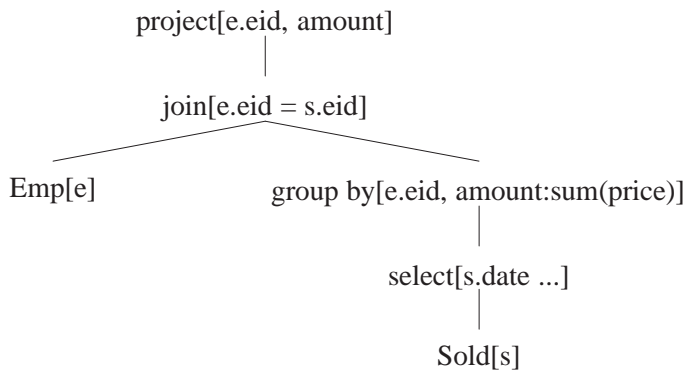 project[e.eid, amount]
join[e.eid = s.eid]
Emp[e]
group by[e.eid, amount:sum(price)]
select[s.date ...]
Sold[s]